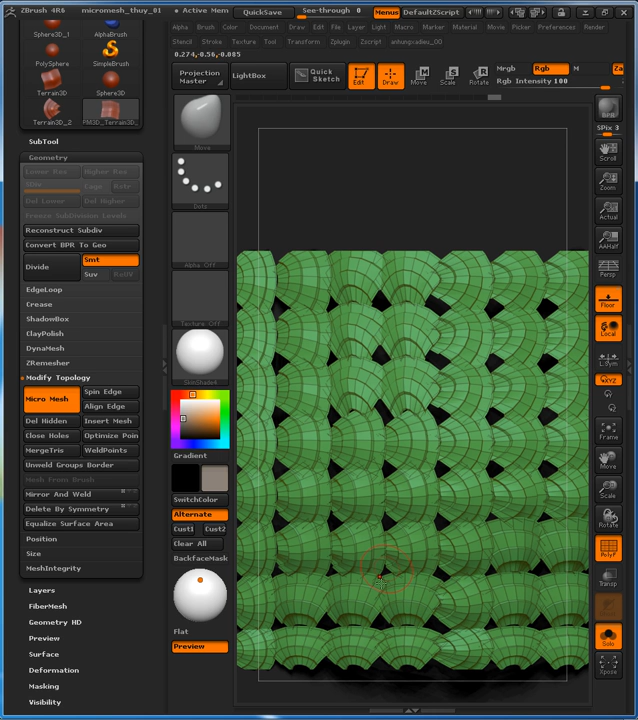 ZBrush 4R6 micromesh_thuy_01 • Active Mem QuickSave See-through 0 Menus DefaultZScript
Alpha Brush Color Document Draw Edit File Layer Light Macro Marker Material Movie Picker Preferences Render
Stencil Stroke Texture Tool Transform Zplugin Zscript anhungxadieu_00
0.274,-0.56,-0.085
Projection Master
LightBox
Quick Sketch
Edit
Draw
Move
Scale
Rotate
Mrgb Rgb M
Rgb Intensity 100
Sphere3D_1 AlphaBrush
PolySphere SimpleBrush
Terrain3D Sphere3D
Terrain3D_2 PM3D_Terrain3D_
SubTool
Geometry
Lower Res Higher Res
SDiv Cage Rstr
Del Lower Del Higher
Freeze SubDivision Levels
Reconstruct Subdiv
Convert BPR To Geo
Divide
Smt
Suv RelUV
EdgeLoop
Crease
ShadowBox
ClayPolish
DynaMesh
ZRemesher
Modify Topology
Micro Mesh
Spin Edge
Align Edge
Del Hidden Insert Mesh
Close Holes Optimize Poin
MergeTris WeldPoints
Unweld Groups Border
Mesh From Brush
Mirror And Weld
Delete By Symmetry
Equalize Surface Area
Position
Size
MeshIntegrity
Layers
FiberMesh
Geometry HD
Preview
Surface
Deformation
Masking
Visibility
Move
Dots
Alpha Off
Texture Off
SkinShade4
Gradient
SwitchColor
Alternate
Cust1 Cust2
Clear All
BackfaceMask
Flat
Preview
BPR
SPix 3
Scroll
Zoom
Actual
AAHalf
Persp
Floor
Local
L.Sym
XYZ
Frame
Move
Scale
Rotate
PolyF
Transp
Solo
Xpose